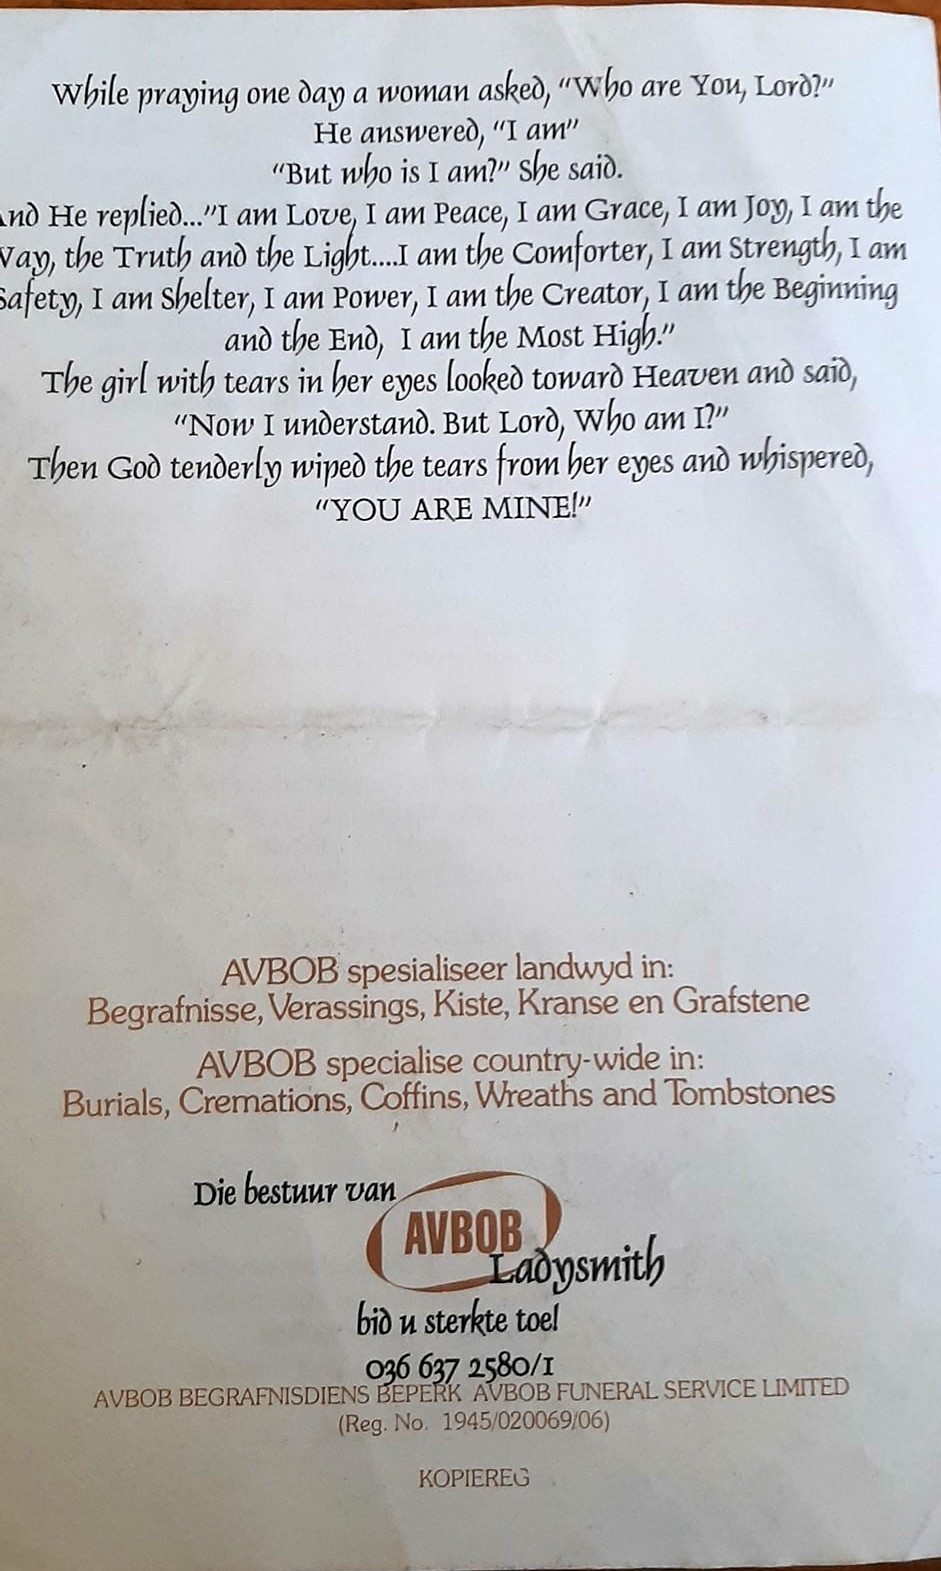 While praying one day a woman asked, "Who are You, Lord?"
He answered, "I am"
"But who is I am?" She said.
And He replied..."I am Love, I am Peace, I am Grace, I am Joy, I am the
Way, the Truth and the Light....I am the Comforter, I am Strength, I am
Safety, I am Shelter, I am Power, I am the Creator, I am the Beginning
and the End, I am the Most High."
The girl with tears in her eyes looked toward Heaven and said,
"Now I understand. But Lord, Who am I?"
Then God tenderly wiped the tears from her eyes and whispered,
"YOU ARE MINE!"
AVBOB spesialiseer landwyd in:
Begrafnisse, Verassings, Kiste, Kranse en Grafstene
AVBOB specialise country-wide in:
Burials, Cremations, Coffins, Wreaths and Tombstones
Die bestuur van
AVBOB
Ladysmith
bid u sterkte toe!
036 637 2580/1
AVBOB BEGRAFNISDIENS BEPERK AVBOB FUNERAL SERVICE LIMITED
(Reg. No. 1945/020069/06)
KOPIEREG